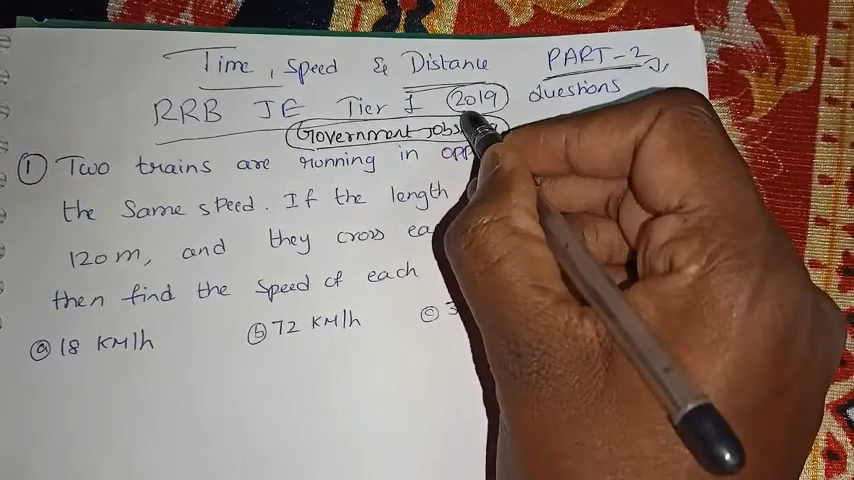 Time, Speed & Distance PART-2
RRB JE Tier 1 2019 questions
Government jobs
① Two trains are running in opp
the same speed. If the length
120m, and they cross ea
then find the speed of each
ⓐ 18 KM/h ⓑ 72 KM/h ⓒ 3